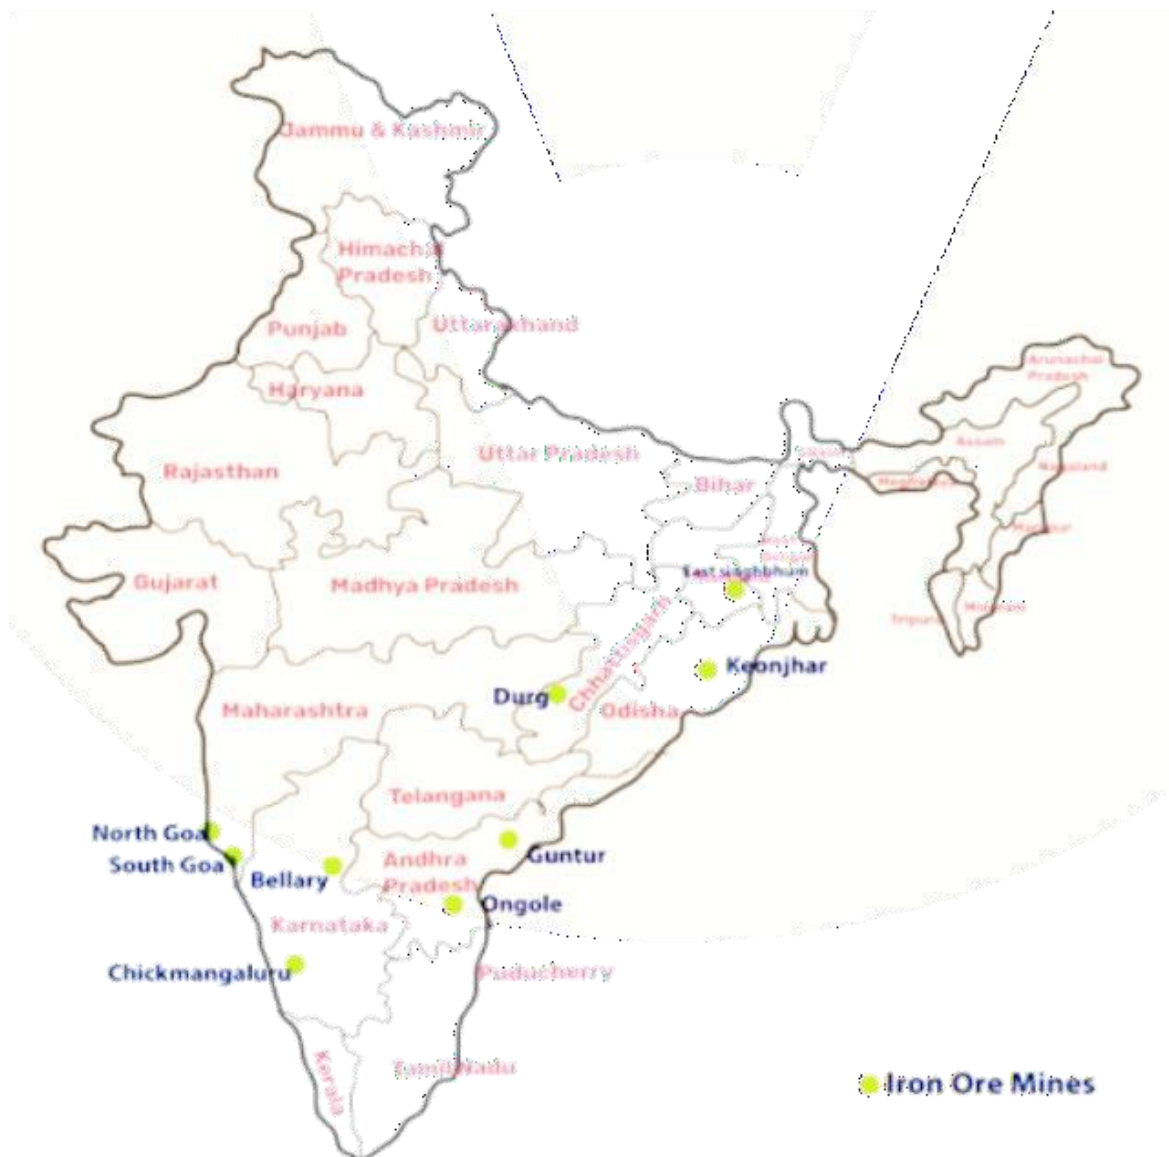 Jammu & Kashmir
Himachal
Pradesh
Punjab
Uttarakhand
Haryana
Arunachal
Pradesh
Uttar Pradesh
Assam
Rajasthan
Nagaland
Bihar
Gujarat
Madhya Pradesh
East singhbhum
Tripura
Keonjhar
Durg
Chhattisgarh
Maharashtra
Odisha
Telangana
North Goa
South Goa
Guntur
Andhra
Pradesh
Bellary
Ongole
Karnataka
Chickmangaluru
Puducherry
Kerala
Tamil Nadu
Iron Ore Mines